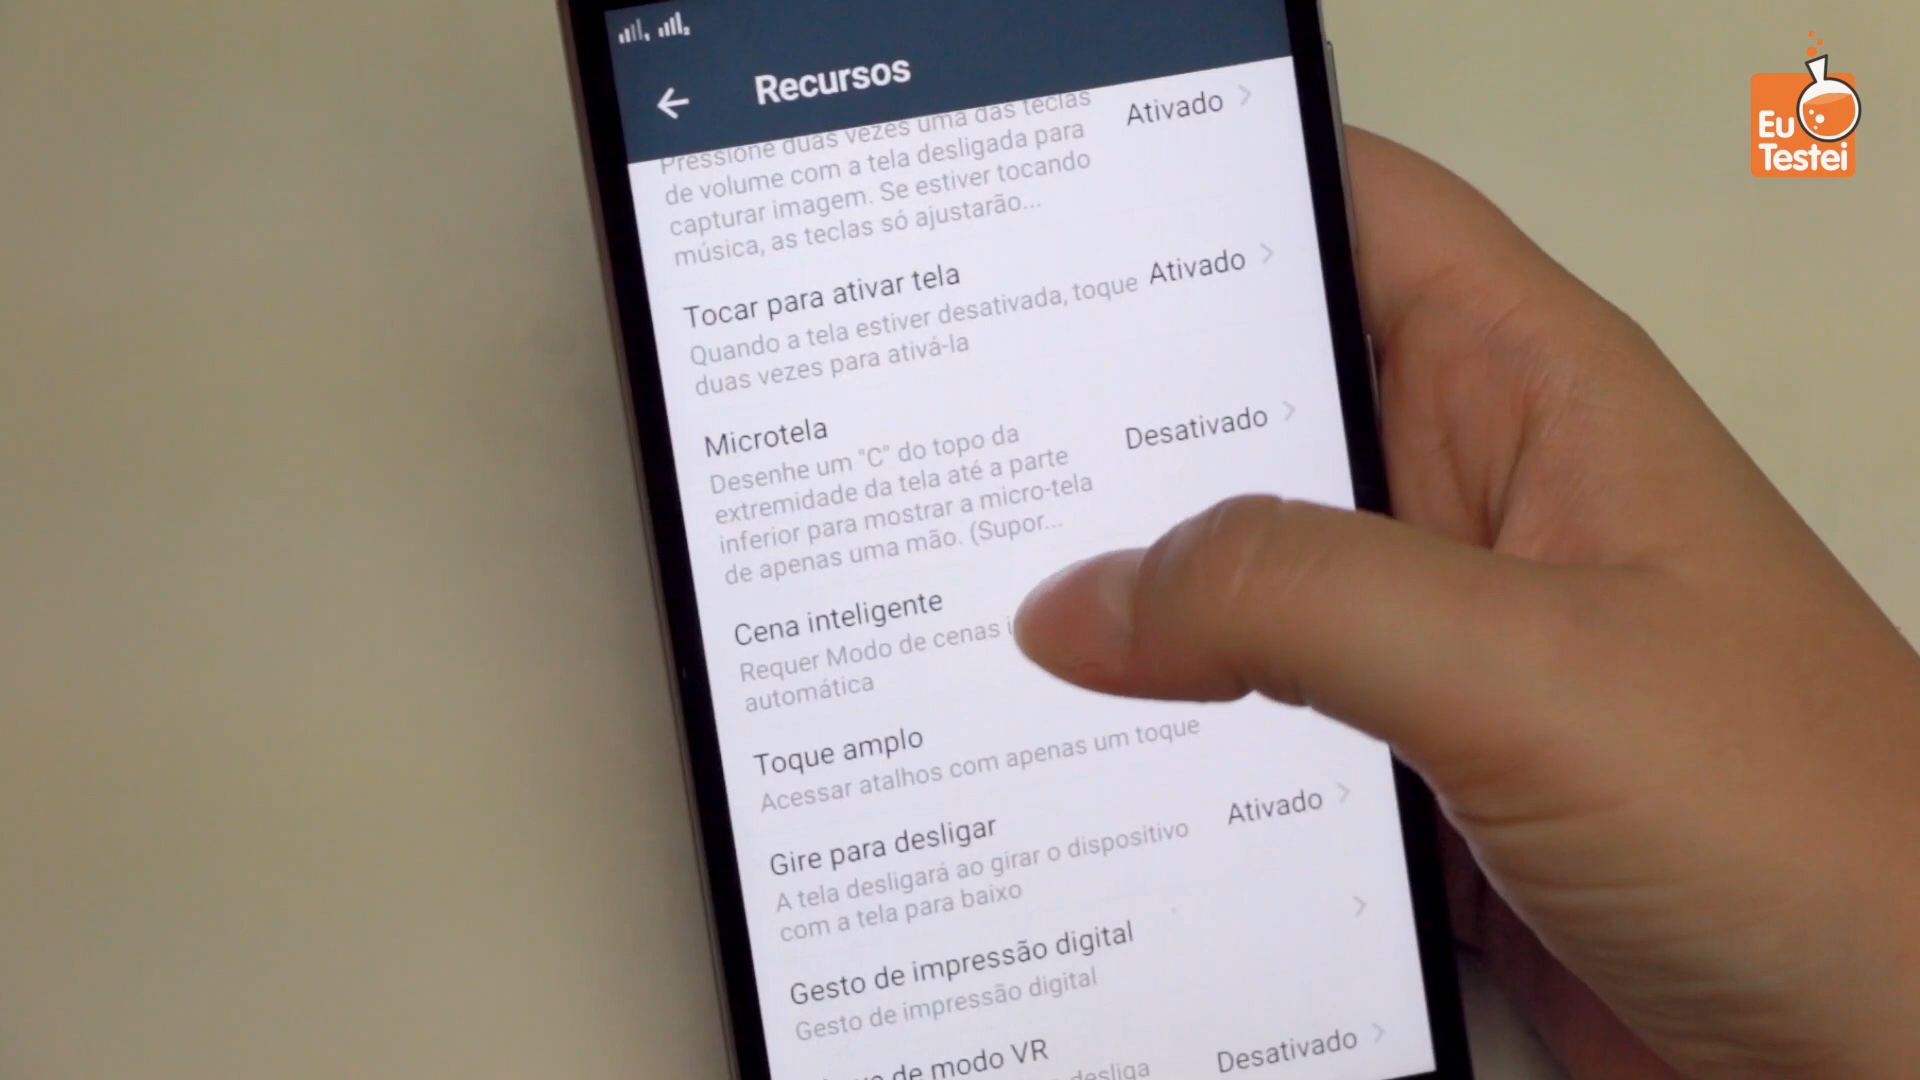 Recursos
Eu
Testei
Pressione duas vezes uma das teclas
de volume com a tela desligada para
capturar imagem. Se estiver tocando
música, as teclas só ajustarão...
Ativado
Tocar para ativar tela
Quando a tela estiver desativada, toque
duas vezes para ativá-la
Ativado
Microtela
Desenhe um "C" do topo da
extremidade da tela até a parte
inferior para mostrar a micro-tela
de apenas uma mão. (Supor...
Desativado
Cena inteligente
Requer Modo de cenas
automática
Toque amplo
Acessar atalhos com apenas um toque
Gire para desligar
A tela desligará ao girar o dispositivo
com a tela para baixo
Ativado
Gesto de impressão digital
Gesto de impressão digital
de modo VR
desliga
Desativado